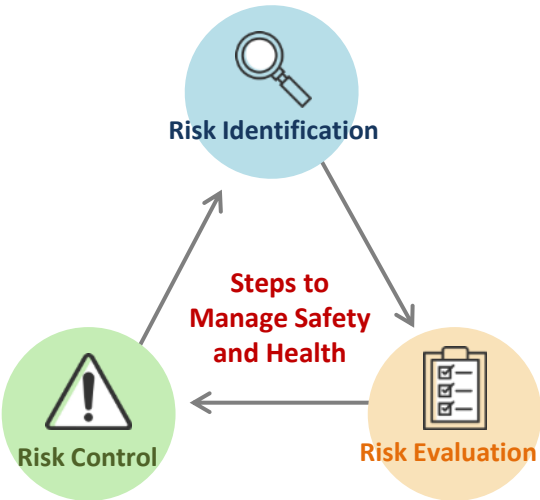 Risk Identification
Steps to
Manage Safety
and Health
Risk Control
Risk Evaluation